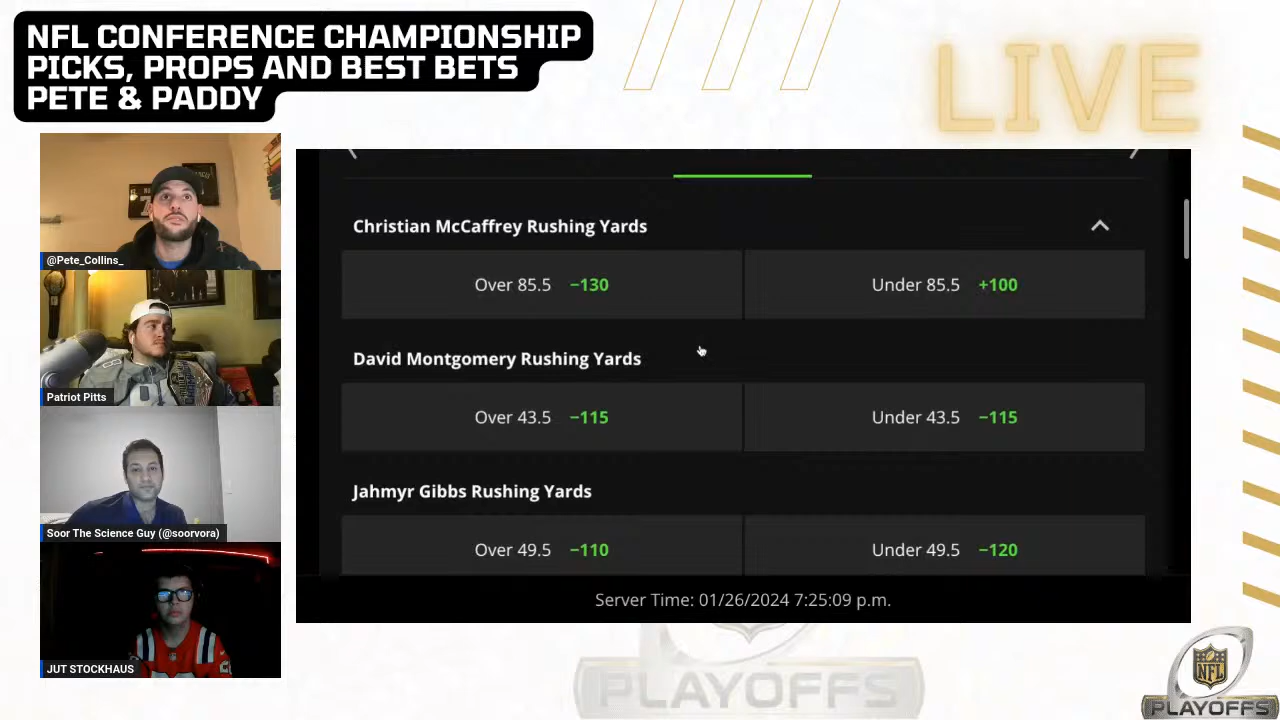 NFL CONFERENCE CHAMPIONSHIP
PICKS, PROPS AND BEST BETS
PETE & PADDY
LIVE
@Pete_Collins_
Patriot Pitts
Soor The Science Guy (@soorvora)
JUT STOCKHAUS
Christian McCaffrey Rushing Yards
Over 85.5 −130
Under 85.5 +100
David Montgomery Rushing Yards
Over 43.5 −115
Under 43.5 −115
Jahmyr Gibbs Rushing Yards
Over 49.5 −110
Under 49.5 −120
Server Time: 01/26/2024 7:25:09 p.m.
PLAYOFFS
NFL
PLAYOFFS